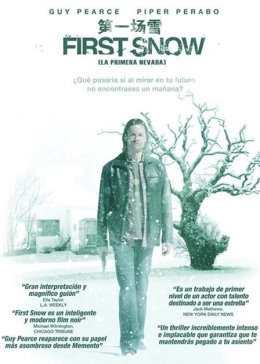 GUY PEARCE PIPER PERABO
第一场雪
FIRST SNOW
(LA PRIMERA NEVADA)
¿Qué pasaría si al mirar en tu futuro
no encontrases un mañana?
"Gran interpretación y
magnífico guión"
Ella Taylor.
L.A. WEEKLY
"First Snow es un inteligente
y moderno film noir"
Michael Wilmington.
CHICAGO TRIBUNE
"Guy Pearce reaparece con su papel
más asombroso desde Memento"
"Es un trabajo de primer
nivel de un actor con talento
destinado a ser una estrella"
Jack Mathews.
NEW YORK DAILY NEWS
"Un thriller increíblemente intenso
e implacable que garantiza que te
mantendrás pegado a tu asiento"